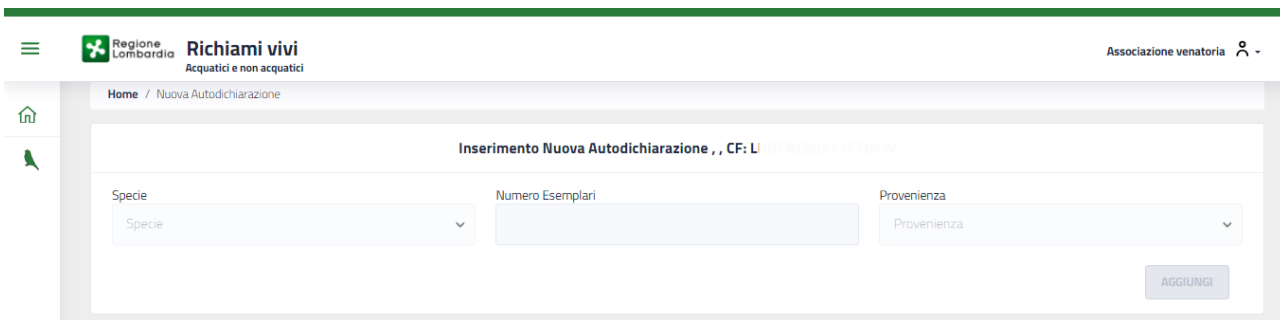 Regione
Lombardia
Richiami vivi
Acquatici e non acquatici
Associazione venatoria
Home / Nuova Autodichiarazione
Inserimento Nuova Autodichiarazione , , CF: L
Specie
Numero Esemplari
Provenienza
Specie
Provenienza
AGGIUNGI